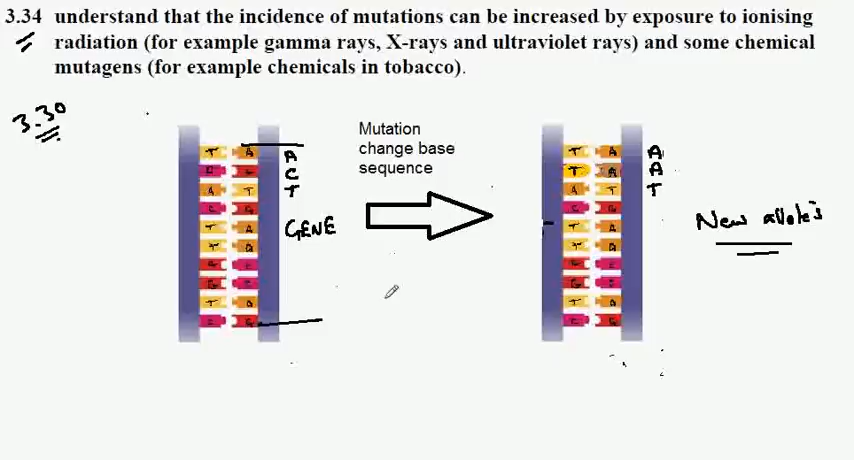 3.34 understand that the incidence of mutations can be increased by exposure to ionising
radiation (for example gamma rays, X-rays and ultraviolet rays) and some chemical
mutagens (for example chemicals in tobacco).
3.30
Mutation
change base
sequence
T A A
C
A T T
C G
T A GENE
T A
T A
C G
T A A
T A A
A T T
C G
T A
T A
T A
C G
New allele's